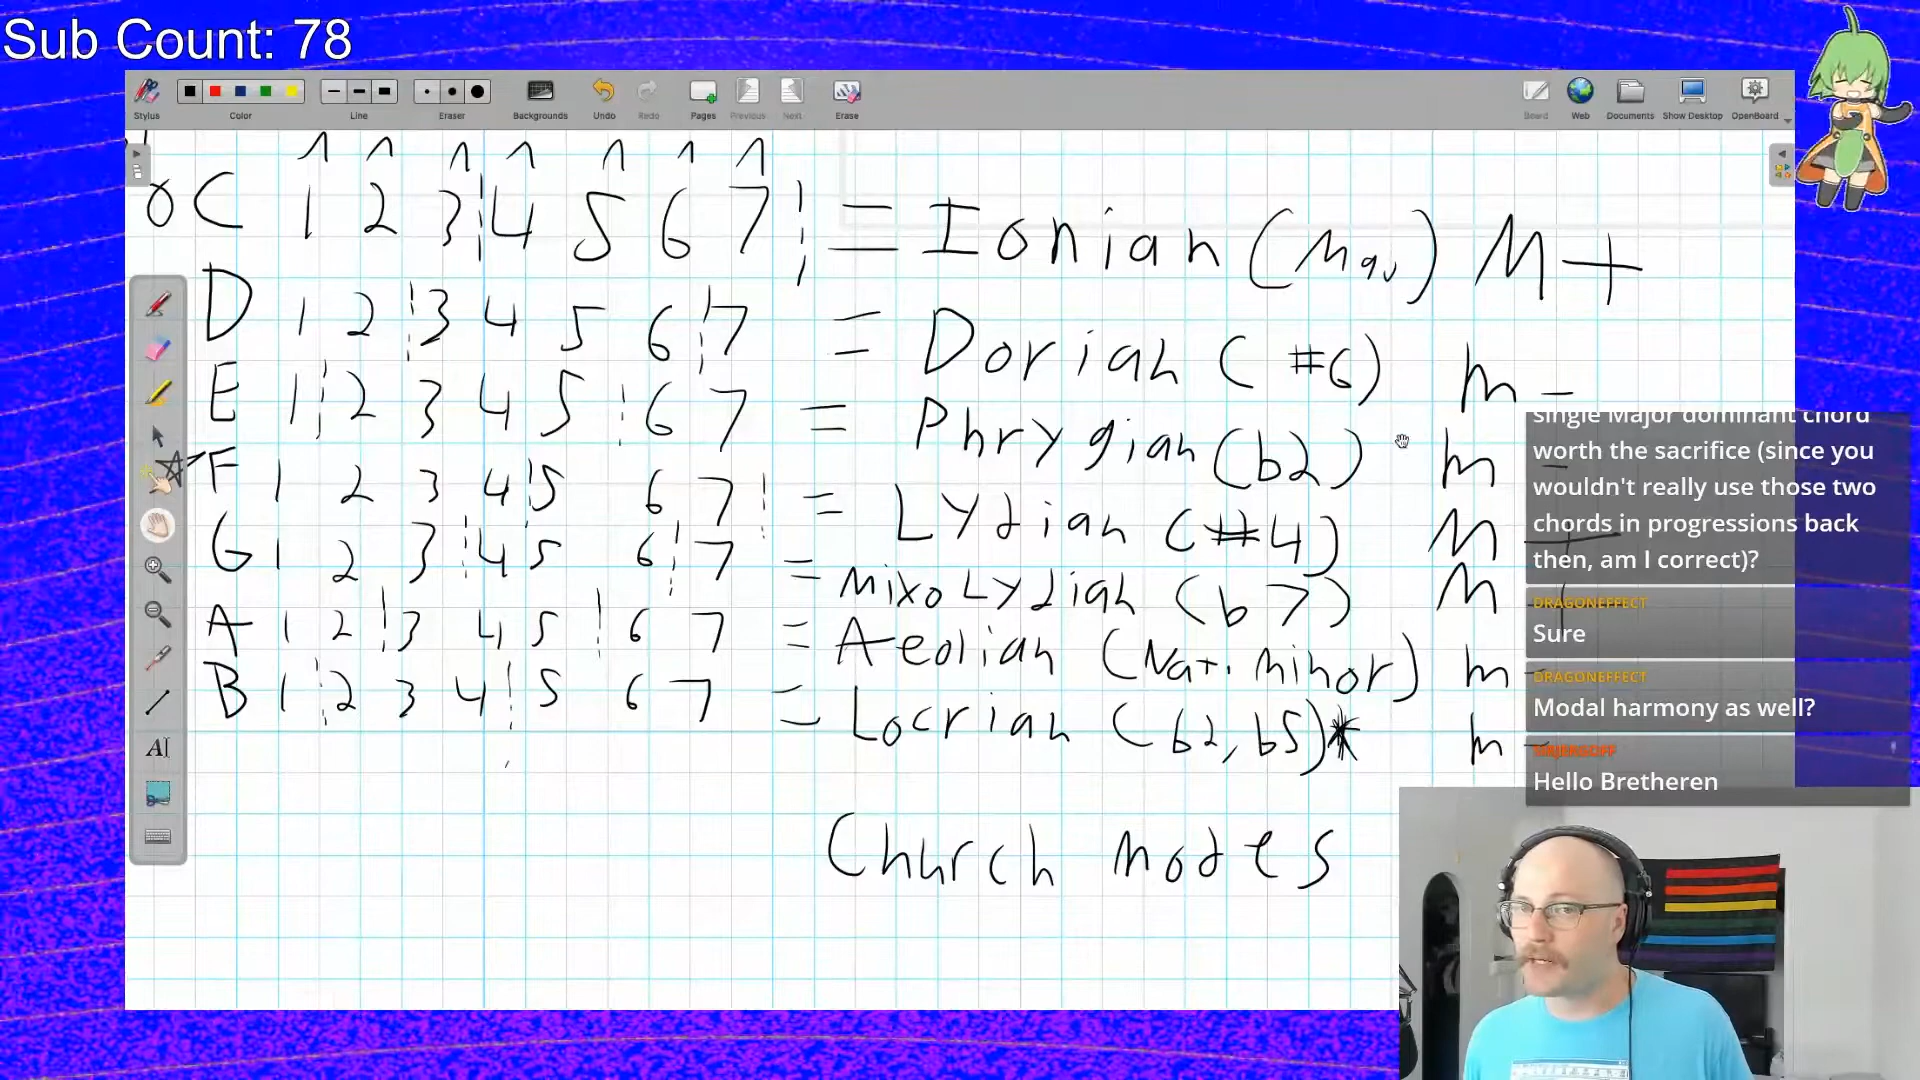 Sub Count: 78
Stylus Color Line Eraser Backgrounds Undo Redo Pages Previous Next Erase Board Web Documents Show Desktop OpenBoard
C 1 2 3 4 5 6 7 = Ionian (Maj) M +
D 1 2 3 4 5 6 7 = Dorian (#6) m -
E 1 2 3 4 5 6 7 = Phrygian (b2) m -
F 1 2 3 4 5 6 7 = Lydian (#4) M +
G 1 2 3 4 5 6 7 = Mixolydian (b7) M
A 1 2 3 4 5 6 7 = Aeolian (Nat. minor) m -
B 1 2 3 4 5 6 7 = Locrian (b2, b5)* m -
Church modes
single Major dominant chord
worth the sacrifice (since you
wouldn't really use those two
chords in progressions back
then, am I correct)?
DRAGONEFFECT
Sure
DRAGONEFFECT
Modal harmony as well?
Hello Bretheren